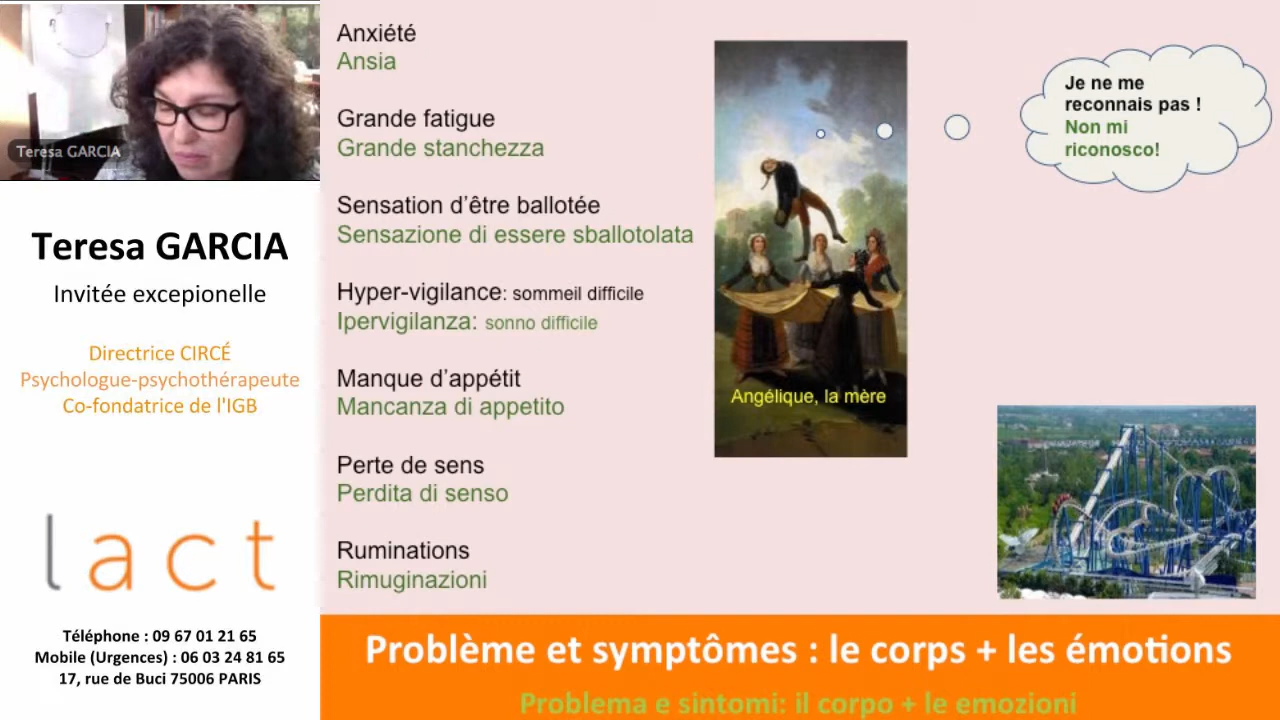 Teresa GARCIA
Teresa GARCIA
Invitée excepionelle
Directrice CIRCÉ
Psychologue-psychothérapeute
Co-fondatrice de l'IGB
lact
Téléphone : 09 67 01 21 65
Mobile (Urgences) : 06 03 24 81 65
17, rue de Buci 75006 PARIS
Anxiété
Ansia
Grande fatigue
Grande stanchezza
Sensation d'être ballotée
Sensazione di essere sballotolata
Hyper-vigilance: sommeil difficile
Ipervigilanza: sonno difficile
Manque d'appétit
Mancanza di appetito
Perte de sens
Perdita di senso
Ruminations
Rimuginazioni
Angélique, la mère
Je ne me
reconnais pas !
Non mi
riconosco!
Problème et symptômes : le corps + les émotions
Problema e sintomi: il corpo + le emozioni